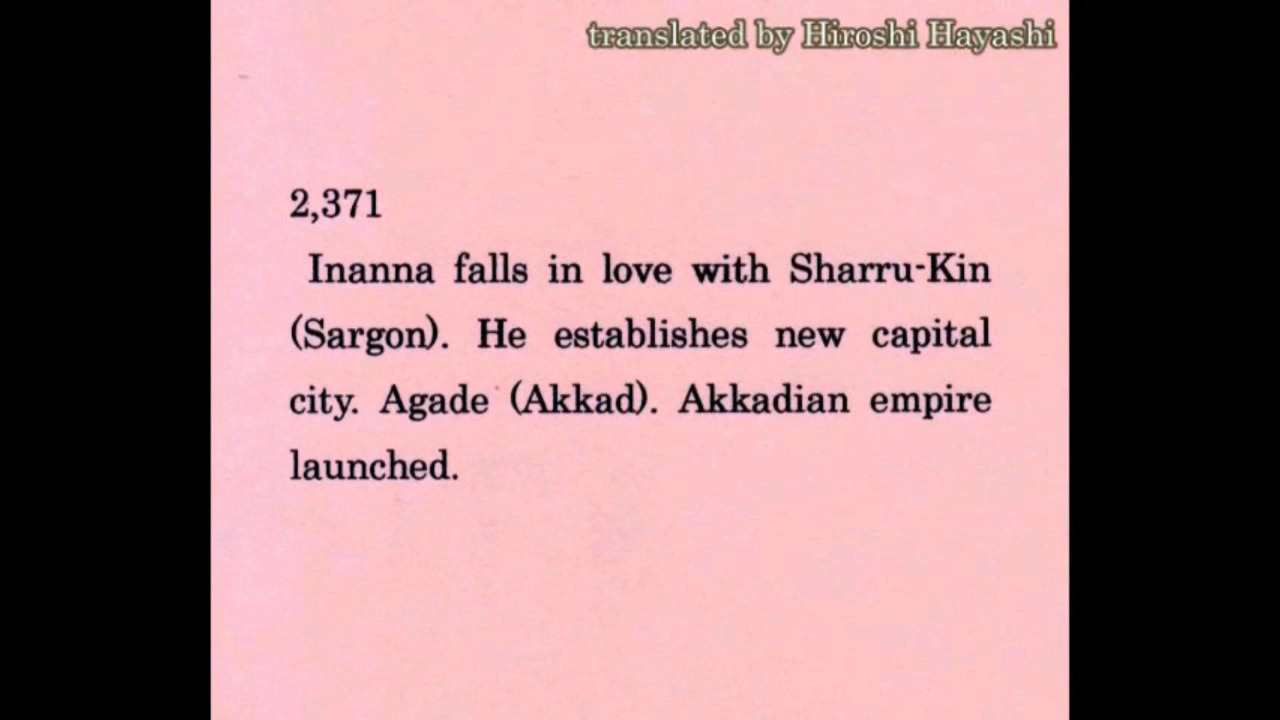 translated by Hiroshi Hayashi
2,371
Inanna falls in love with Sharru-Kin
(Sargon). He establishes new capital
city. Agade (Akkad). Akkadian empire
launched.